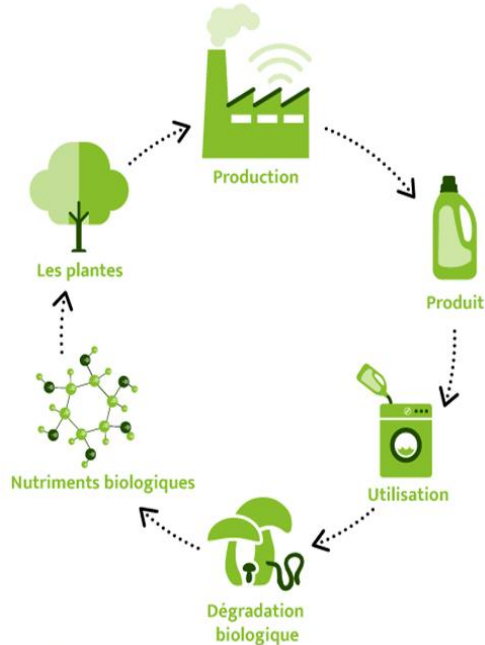 Production
Produit
Utilisation
Dégradation
biologique
Nutriments biologiques
Les plantes